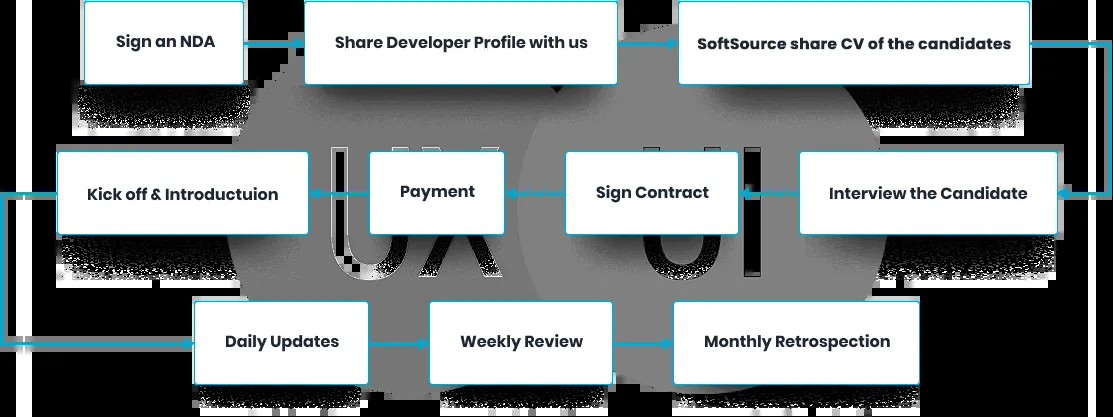 Sign an NDA
Share Developer Profile with us
SoftSource share CV of the candidates
Interview the Candidate
Sign Contract
Payment
Kick off & Introductuion
UX
UI
Daily Updates
Weekly Review
Monthly Retrospection